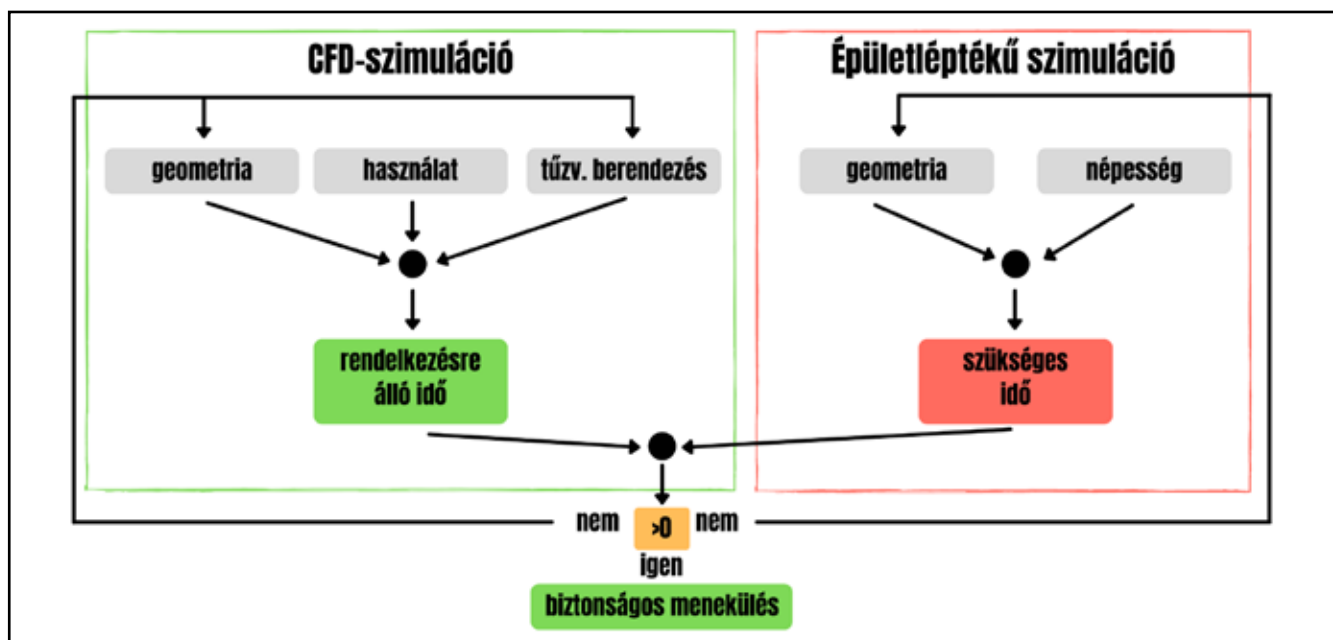 CFD-szimuláció
geometria
használat
tűzv. berendezés
rendelkezésre
álló idő
Épületléptékű szimuláció
geometria
népesség
szükséges
idő
nem
>0
nem
igen
biztonságos menekülés